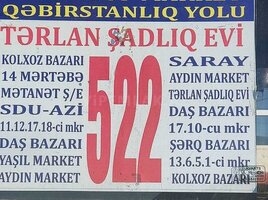 QƏBİRSTANLIQ YOLU
TƏRLAN ŞADLIQ EVİ
KOLXOZ BAZARI
14 MƏRTƏBƏ
MƏTANƏT Ş/E
SDU-AZİ
11.12.17.18-ci mkr
DAŞ BAZARI
YAŞIL MARKET
AYDIN MARKET
522
SARAY
AYDIN MARKET
TƏRLAN ŞADLIQ EVİ
DAŞ BAZARI
17.10-cu mkr
ŞƏRQ BAZARI
13.6.5.1-ci mkr
KOLXOZ BAZARI